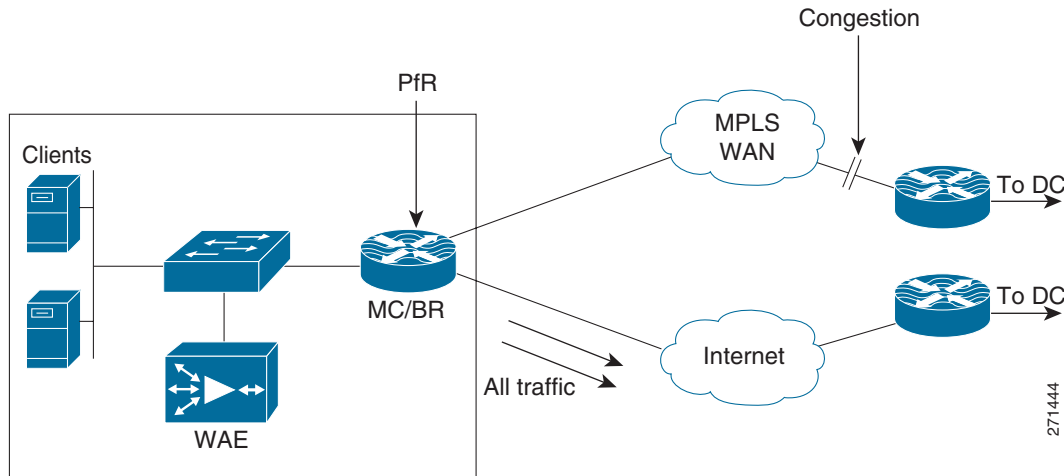 Congestion
PfR
MPLS
WAN
Clients
To DC
MC/BR
To DC
Internet
All traffic
WAE
271444